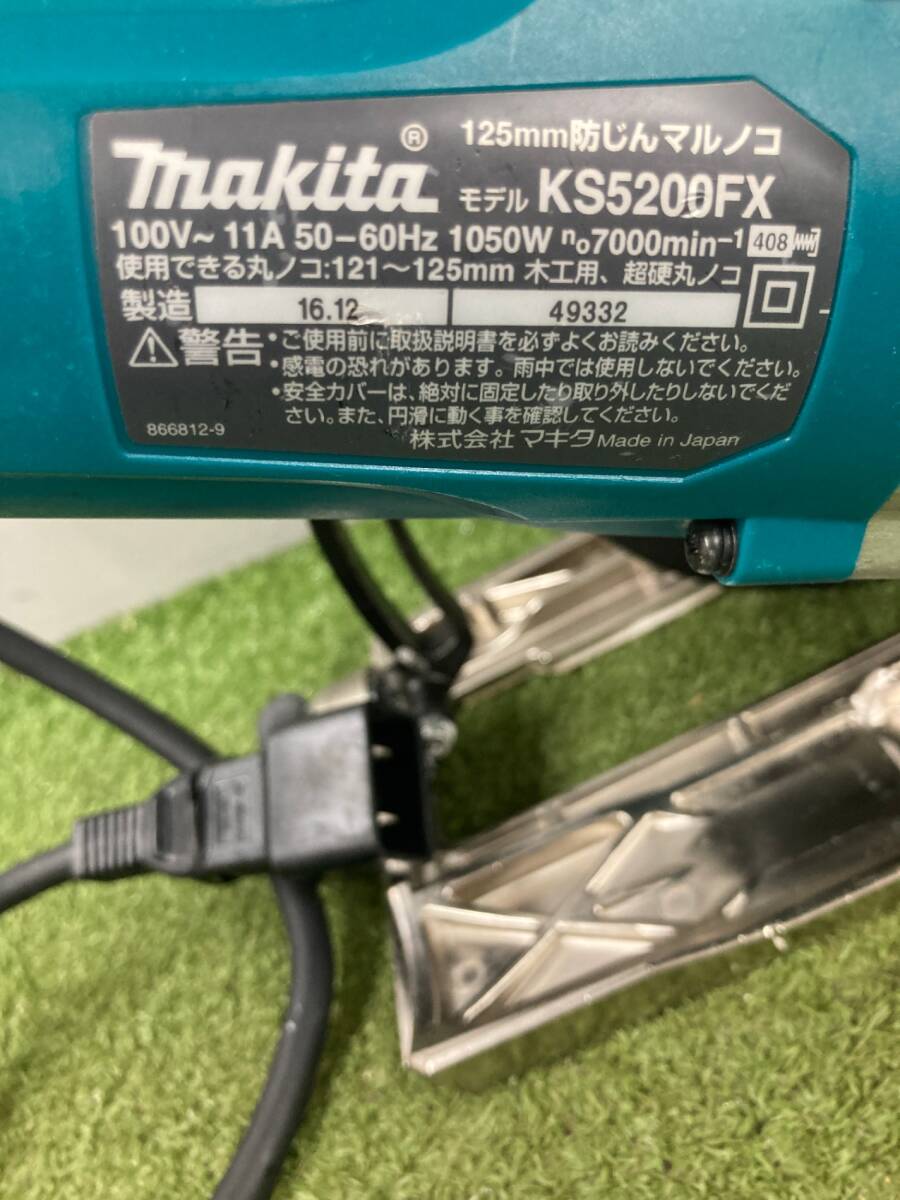 125mm防じんマルノコ
makita®
モデル KS5200FX
100V~ 11A 50-60Hz 1050W n₀7000min⁻¹ 408
使用できる丸ノコ:121~125mm 木工用、超硬丸ノコ
製造 16.12 49332
警告 •ご使用前に取扱説明書を必ずよくお読みください。
•感電の恐れがあります。雨中では使用しないでください。
•安全カバーは、絶対に固定したり取り外したりしないでくだ
さい。また、円滑に動く事を確認してください。
866812-9
株式会社 マキタ Made in Japan